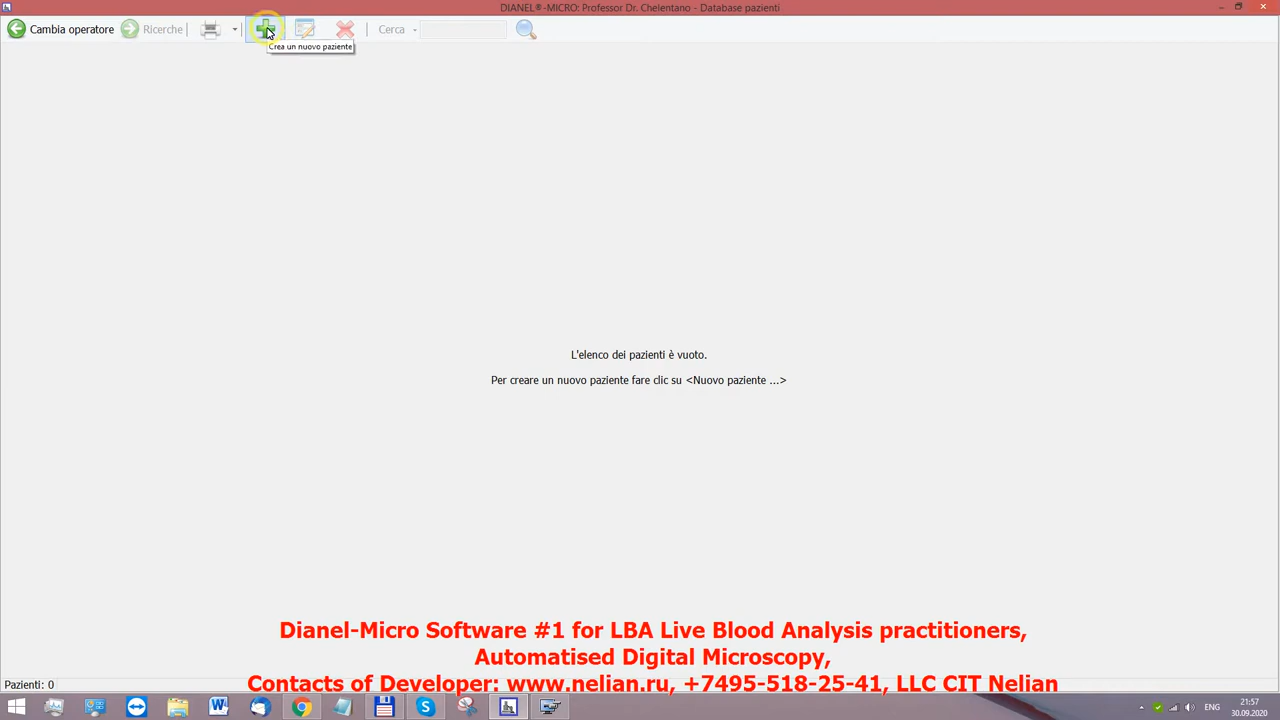 DIANEL®-MICRO: Professor Dr. Chelentano - Database pazienti
Cambia operatore Ricerche Cerca
Crea un nuovo paziente
L'elenco dei pazienti è vuoto.
Per creare un nuovo paziente fare clic su <Nuovo paziente ...>
Dianel-Micro Software #1 for LBA Live Blood Analysis practitioners,
Automatised Digital Microscopy,
Contacts of Developer: www.nelian.ru, +7495-518-25-41, LLC CIT Nelian
Pazienti: 0
ENG
21:57
30.09.2020